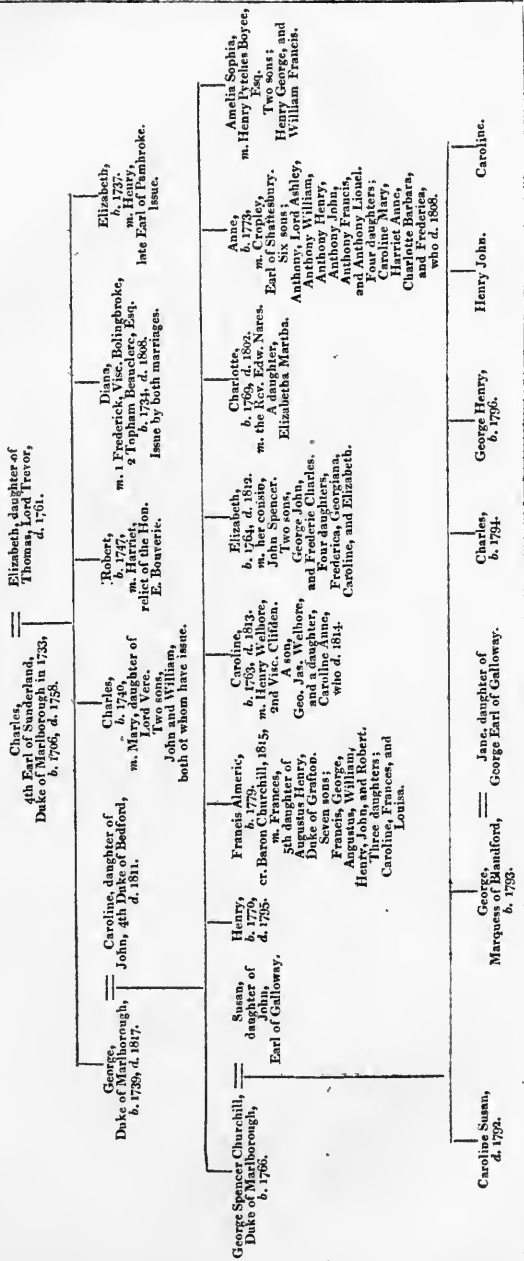 Charles,
4th Earl of Sunderland,
Duke of Marlborough in 1733,
b. 1706, d. 1758.
Elizabeth, daughter of
Thomas, Lord Trevor,
d. 1761.
George,
Duke of Marlborough,
b. 1739, d. 1817.
Caroline, daughter of
John, 4th Duke of Bedford,
d. 1811.
Charles,
b. 1740,
m. Mary, daughter of
Lord Vere.
Two sons,
John and William,
both of whom have issue.
Robert,
b. 1747,
m. Harriet,
relict of the Hon.
E. Bouverie.
Diana,
m. 1 Frederick, Visc. Bolingbroke,
2 Topham Beauclerc, Esq.
b. 1734, d. 1808.
Issue by both marriages.
Elizabeth,
b. 1737.
m. Henry,
late Earl of Pambroke.
Issue.
George Spencer Churchill,
Duke of Marlborough,
b. 1766.
Susan,
daughter of
John,
Earl of Galloway.
Henry,
b. 1770,
d. 1795.
Francis Almeric,
b. 1779.
cr. Baron Churchill, 1815,
m. Frances,
5th daughter of
Augustus Henry,
Duke of Grafton.
Seven sons;
Francis, George,
Augustus, William,
Henry, John, and Robert.
Three daughters;
Caroline, Frances, and
Louisa.
Caroline,
b. 1763, d. 1813.
m. Henry Welbore,
2nd Visc. Clifden.
A son,
Geo. Jas. Welbore,
and a daughter,
Caroline Anne,
who d. 1814.
Elizabeth,
b. 1764, d. 1812.
m. her cousin,
John Spencer.
Two sons,
George John,
and Frederic Charles.
Four daughters,
Frederica, Georgiana,
Caroline, and Elizabeth.
Charlotte,
b. 1769, d. 1802.
m. the Rev. Edw. Nares.
A daughter,
Elizabetha Martha.
Anne,
b. 1773,
m. Cropley,
Earl of Shaftesbury.
Six sons;
Anthony, Lord Ashley,
Anthony William,
Anthony Henry,
Anthony John,
Anthony Francis,
and Anthony Lionel.
Four daughters;
Caroline Mary,
Harriet Anne,
Charlotte Barbara,
and Frederica,
who d. 1808.
Amelia Sophia,
m. Henry Pytches Boyce,
Esq.
Two sons;
Henry George, and
William Francis.
Caroline Susan,
d. 1792.
George,
Marquess of Blandford,
b. 1793.
Jane, daughter of
George Earl of Galloway.
Charles,
b. 1794.
George Henry,
b. 1796.
Henry John.
Caroline.